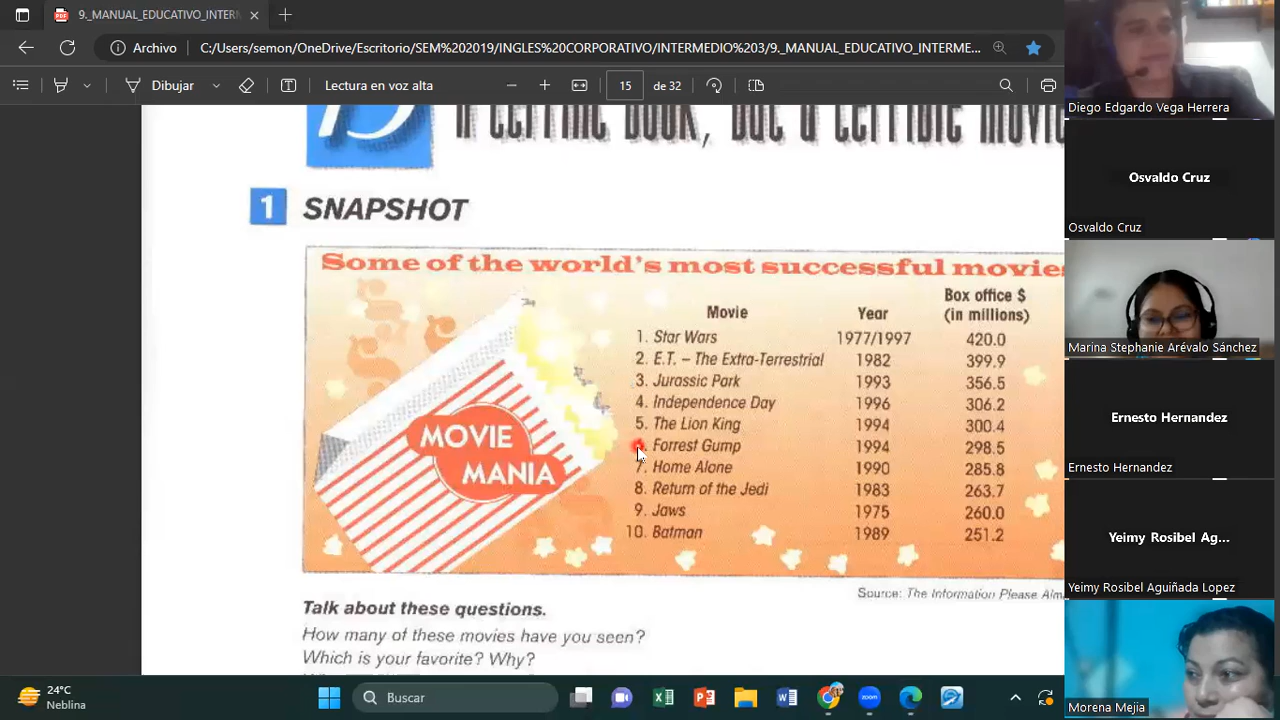 9._MANUAL_EDUCATIVO_INTERM
Archivo
C:/Users/semon/OneDrive/Escritorio/SEM%202019/INGLES%20CORPORATIVO/INTERMEDIO%203/9._MANUAL_EDUCATIVO_INTERME...
Dibujar
Lectura en voz alta
15
de 32
A terrific book, but a terrible movie
1 SNAPSHOT
Some of the world's most successful movies
MOVIE
MANIA
Movie Year Box office $
(in millions)
1. Star Wars 1977/1997 420.0
2. E.T. – The Extra-Terrestrial 1982 399.9
3. Jurassic Park 1993 356.5
4. Independence Day 1996 306.2
5. The Lion King 1994 300.4
Forrest Gump 1994 298.5
7. Home Alone 1990 285.8
8. Return of the Jedi 1983 263.7
9. Jaws 1975 260.0
10. Batman 1989 251.2
Source: The Information Please Alm
Talk about these questions.
How many of these movies have you seen?
Which is your favorite? Why?
Diego Edgardo Vega Herrera
Osvaldo Cruz
Osvaldo Cruz
Marina Stephanie Arévalo Sánchez
Ernesto Hernandez
Ernesto Hernandez
Yeimy Rosibel Ag...
Yeimy Rosibel Aguiñada Lopez
Morena Mejia
24°C
Neblina
Buscar